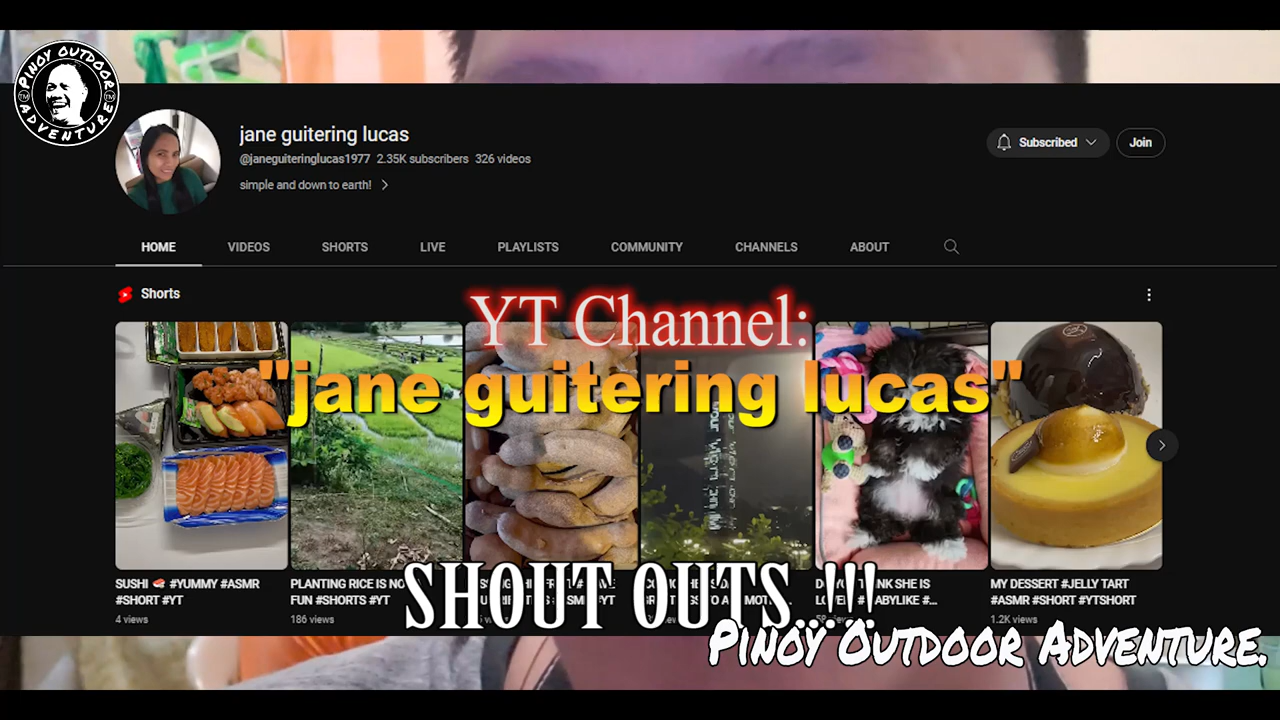 PINOY OUTDOOR
ADVENTURE
jane guitering lucas
@janeguiteringlucas1977 2.35K subscribers 326 videos
simple and down to earth!
Subscribed
Join
HOME VIDEOS SHORTS LIVE PLAYLISTS COMMUNITY CHANNELS ABOUT
Shorts
YT Channel:
"jane guitering lucas"
SUSHI 🍣 #YUMMY #ASMR
#SHORT #YT
4 views
PLANTING RICE IS NO
FUN #SHORTS #YT
186 views
THINK SHE IS
#...
MY DESSERT #JELLY TART
#ASMR #SHORT #YTSHORT
1.2K views
SHOUT OUTS...!!!
PINOY OUTDOOR ADVENTURE.